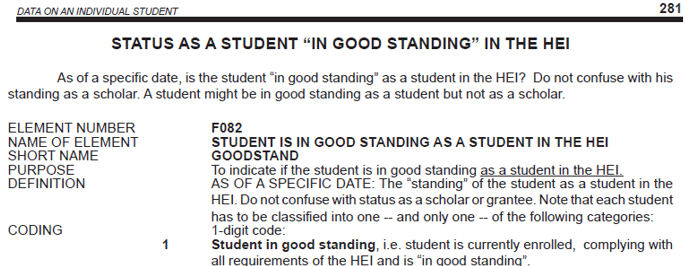 DATA ON AN INDIVIDUAL STUDENT 281
STATUS AS A STUDENT “IN GOOD STANDING” IN THE HEI
As of a specific date, is the student “in good standing” as a student in the HEI? Do not confuse with his
standing as a scholar. A student might be in good standing as a student but not as a scholar.
ELEMENT NUMBER F082
NAME OF ELEMENT STUDENT IS IN GOOD STANDING AS A STUDENT IN THE HEI
SHORT NAME GOODSTAND
PURPOSE To indicate if the student is in good standing as a student in the HEI.
DEFINITION AS OF A SPECIFIC DATE: The “standing” of the student as a student in the
HEI. Do not confuse with status as a scholar or grantee. Note that each student
has to be classified into one -- and only one -- of the following categories:
CODING 1-digit code:
1 Student in good standing, i.e. student is currently enrolled, complying with
all requirements of the HEI and is “in good standing”.